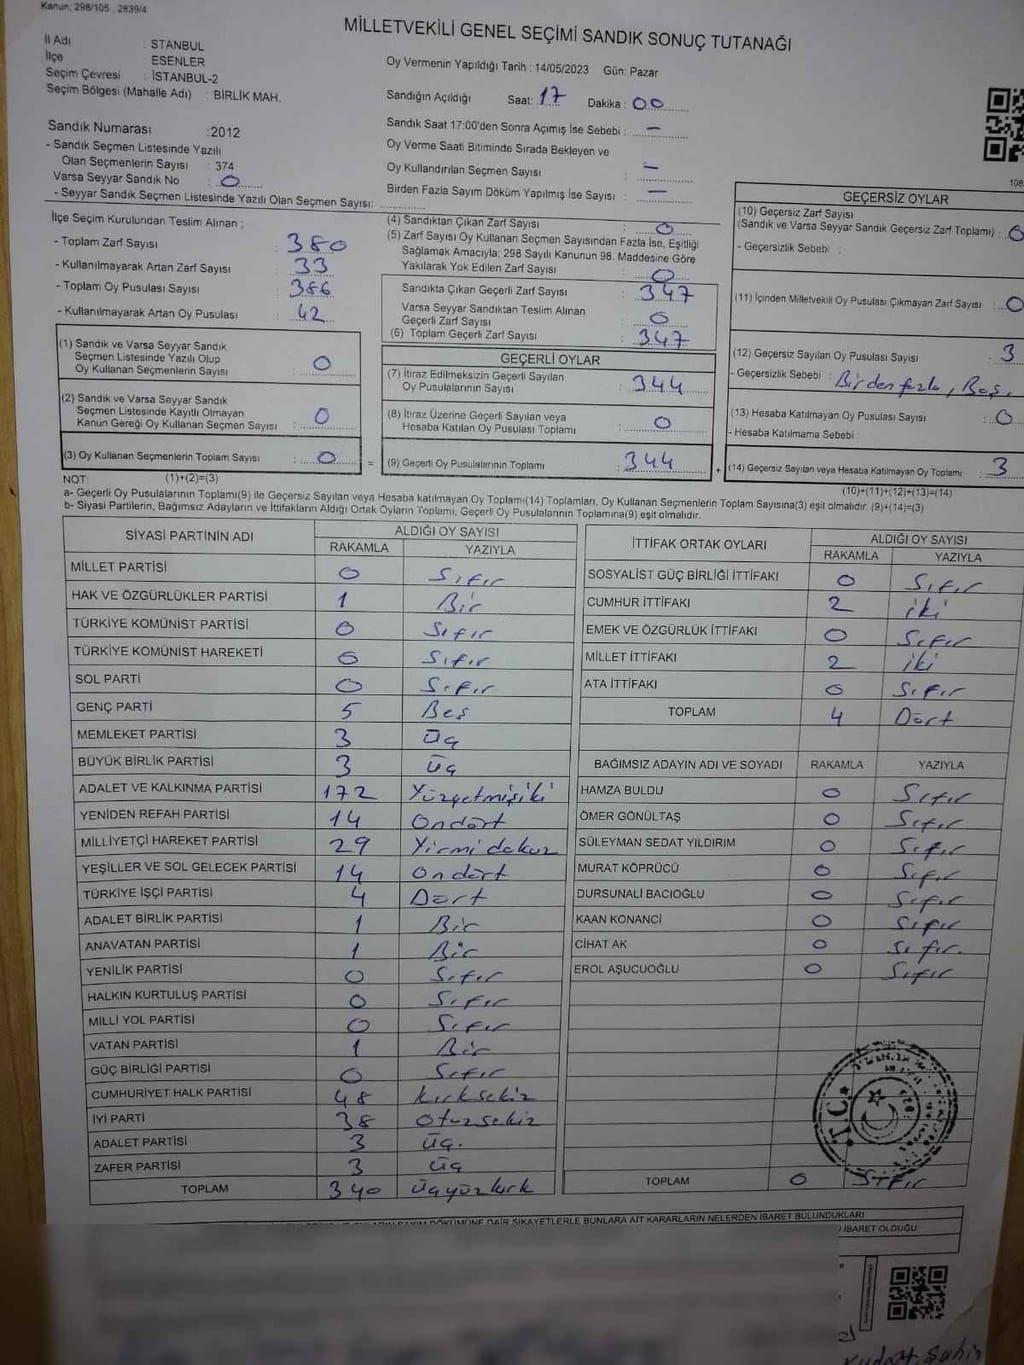 Kanun: 298/105 , 2839/4
MİLLETVEKİLİ GENEL SEÇİMİ SANDIK SONUÇ TUTANAĞI
İl Adı : STANBUL
İlçe : ESENLER
Seçim Çevresi : İSTANBUL-2
Seçim Bölgesi (Mahalle Adı) : BİRLİK MAH.
Oy Vermenin Yapıldığı Tarih : 14/05/2023 Gün: Pazar
Sandığın Açıldığı Saat: 17 Dakika : 00
Sandık Saat 17:00'den Sonra Açımış İse Sebebi : —
Oy Verme Saati Bitiminde Sırada Bekleyen ve
Oy Kullandırılan Seçmen Sayısı : —
Birden Fazla Sayım Döküm Yapılmış İse Sayısı : —
Sandık Numarası :2012
- Sandık Seçmen Listesinde Yazılı
Olan Seçmenlerin Sayısı : 374
Varsa Seyyar Sandık No : 0
- Seyyar Sandık Seçmen Listesinde Yazılı Olan Seçmen Sayısı:
İlçe Seçim Kurulundan Teslim Alınan ;
- Toplam Zarf Sayısı : 380
- Kullanılmayarak Artan Zarf Sayısı : 33
- Toplam Oy Pusulası Sayısı : 386
- Kullanılmayarak Artan Oy Pusulası : 42
(4) Sandıktan Çıkan Zarf Sayısı : 0
(5) Zarf Sayısı Oy Kullanan Seçmen Sayısından Fazla İse, Eşitliği
Sağlamak Amacıyla; 298 Sayılı Kanunun 98. Maddesine Göre
Yakılarak Yok Edilen Zarf Sayısı : 0
Sandıkta Çıkan Geçerli Zarf Sayısı : 347
Varsa Seyyar Sandıktan Teslim Alınan
Geçerli Zarf Sayısı : 0
(6) Toplam Geçerli Zarf Sayısı : 347
108
GEÇERSİZ OYLAR
(10) Geçersiz Zarf Sayısı
(Sandık ve Varsa Seyyar Sandık Geçersiz Zarf Toplamı) : 0
- Geçersizlik Sebebi :
(11) İçinden Milletvekili Oy Pusulası Çıkmayan Zarf Sayısı : 0
(12) Geçersiz Sayılan Oy Pusulası Sayısı : 3
- Geçersizlik Sebebi : Birden fazla, Boş.
(13) Hesaba Katılmayan Oy Pusulası Sayısı : 0
- Hesaba Katılmama Sebebi :
(14) Geçersiz Sayılan veya Hesaba Katılmayan Oy Toplamı : 3
(10)+(11)+(12)+(13)=(14)
(1) Sandık ve Varsa Seyyar Sandık
Seçmen Listesinde Yazılı Olup
Oy Kullanan Seçmenlerin Sayısı : 0
(2) Sandık ve Varsa Seyyar Sandık
Seçmen Listesinde Kayıtlı Olmayan
Kanun Gereği Oy Kullanan Seçmen Sayısı : 0
(3) Oy Kullanan Seçmenlerin Toplam Sayısı : 0 =
GEÇERLİ OYLAR
(7) İtiraz Edilmeksizin Geçerli Sayılan
Oy Pusulalarının Sayısı : 344
(8) İtiraz Üzerine Geçerli Sayılan veya
Hesaba Katılan Oy Pusulası Toplamı : 0
(9) Geçerli Oy Pusulalarının Toplamı : 344 +
NOT: (1)+(2)=(3)
a- Geçerli Oy Pusulalarının Toplamı(9) ile Geçersiz Sayılan veya Hesaba katılmayan Oy Toplamı(14) Toplamları, Oy Kullanan Seçmenlerin Toplam Sayısına(3) eşit olmalıdır. (9)+(14)=(3)
b- Siyasi Partilerin, Bağımsız Adayların ve İttifakların Aldığı Ortak Oyların Toplamı, Geçerli Oy Pusulalarının Toplamına(9) eşit olmalıdır.
SİYASİ PARTİNİN ADI ALDIĞI OY SAYISI
RAKAMLA YAZIYLA
MİLLET PARTİSİ 0 Sıfır
HAK VE ÖZGÜRLÜKLER PARTİSİ 1 Bir
TÜRKİYE KOMÜNİST PARTİSİ 0 Sıfır
TÜRKİYE KOMÜNİST HAREKETİ 0 Sıfır
SOL PARTİ 0 Sıfır
GENÇ PARTİ 5 Beş
MEMLEKET PARTİSİ 3 Üç
BÜYÜK BİRLİK PARTİSİ 3 Üç
ADALET VE KALKINMA PARTİSİ 172 Yüzyetmişiki
YENİDEN REFAH PARTİSİ 14 Ondört
MİLLİYETÇİ HAREKET PARTİSİ 29 Yirmi dokuz
YEŞİLLER VE SOL GELECEK PARTİSİ 14 Ondört
TÜRKİYE İŞÇİ PARTİSİ 4 Dört
ADALET BİRLİK PARTİSİ 1 Bir
ANAVATAN PARTİSİ 1 Bir
YENİLİK PARTİSİ 0 Sıfır
HALKIN KURTULUŞ PARTİSİ 0 Sıfır
MİLLİ YOL PARTİSİ 0 Sıfır
VATAN PARTİSİ 1 Bir
GÜÇ BİRLİĞİ PARTİSİ 0 Sıfır
CUMHURİYET HALK PARTİSİ 48 Kırksekiz
İYİ PARTİ 38 Otuzsekiz
ADALET PARTİSİ 3 Üç.
ZAFER PARTİSİ 3 Üç
TOPLAM 340 Üçyüzkırk
İTTİFAK ORTAK OYLARI ALDIĞI OY SAYISI
RAKAMLA YAZIYLA
SOSYALİST GÜÇ BİRLİĞİ İTTİFAKI 0 Sıfır
CUMHUR İTTİFAKI 2 iki
EMEK VE ÖZGÜRLÜK İTTİFAKI 0 Sıfır
MİLLET İTTİFAKI 2 iki
ATA İTTİFAKI 0 Sıfır
TOPLAM 4 Dört
BAĞIMSIZ ADAYIN ADI VE SOYADI RAKAMLA YAZIYLA
HAMZA BULDU 0 Sıfır
ÖMER GÖNÜLTAŞ 0 Sıfır
SÜLEYMAN SEDAT YILDIRIM 0 Sıfır
MURAT KÖPRÜCÜ 0 Sıfır
DURSUNALİ BACIOĞLU 0 Sıfır
KAAN KONANCİ 0 Sıfır
CİHAT AK 0 Sıfır.
EROL AŞUCUOĞLU 0 Sıfır
T.C.
TOPLAM 0 Sıfır
DÖKÜMÜNE DAİR ŞİKAYETLERLE BUNLARA AİT KARARLARIN NELERDEN İBARET BULUNDUKLARI
İBARET OLDUĞU
Şahin